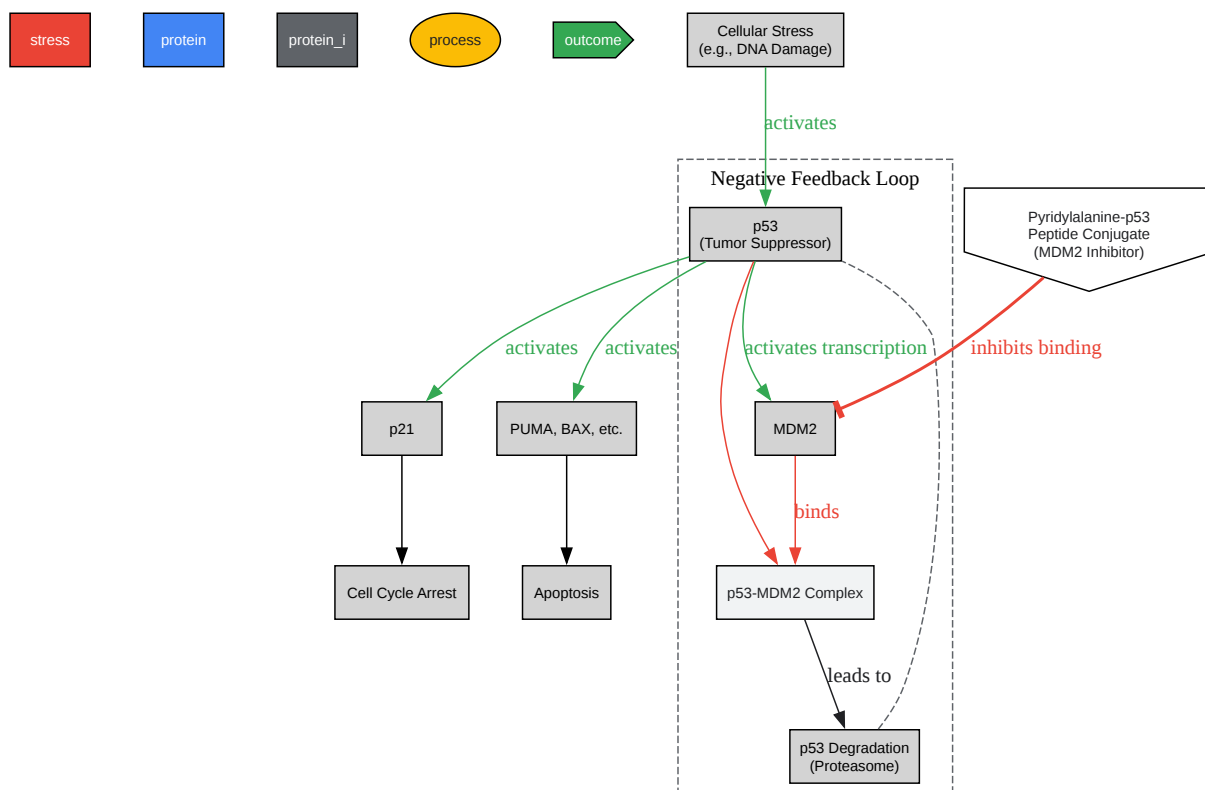 stress
protein
protein_i
process
outcome
Cellular Stress
(e.g., DNA Damage)
activates
Negative Feedback Loop
p53
(Tumor Suppressor)
Pyridylalanine-p53
Peptide Conjugate
(MDM2 Inhibitor)
activates
activates
activates transcription
inhibits binding
p21
PUMA, BAX, etc.
MDM2
binds
Cell Cycle Arrest
Apoptosis
p53-MDM2 Complex
leads to
p53 Degradation
(Proteasome)